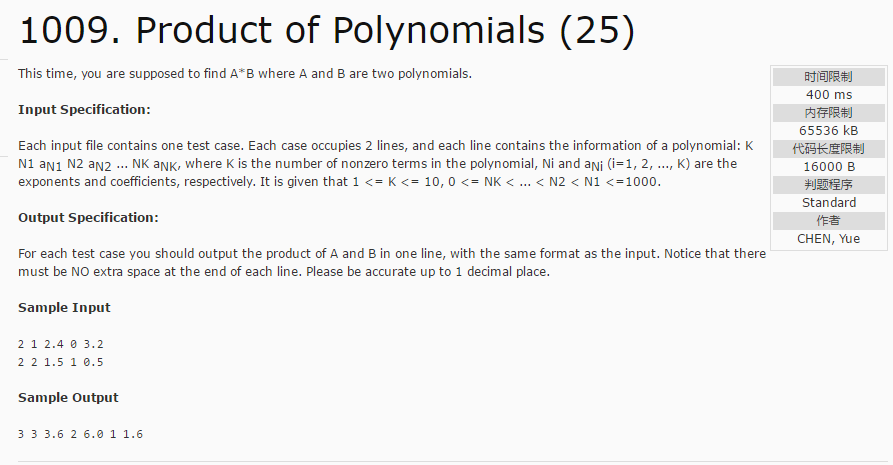 1009. Product of Polynomials (25)
This time, you are supposed to find A*B where A and B are two polynomials.
时间限制
400 ms
内存限制
65536 kB
代码长度限制
16000 B
判题程序
Standard
作者
CHEN, Yue
Input Specification:
Each input file contains one test case. Each case occupies 2 lines, and each line contains the information of a polynomial: K
N1 aN1 N2 aN2 ... NK aNK, where K is the number of nonzero terms in the polynomial, Ni and aNi (i=1, 2, ..., K) are the
exponents and coefficients, respectively. It is given that 1 <= K <= 10, 0 <= NK < ... < N2 < N1 <=1000.
Output Specification:
For each test case you should output the product of A and B in one line, with the same format as the input. Notice that there
must be NO extra space at the end of each line. Please be accurate up to 1 decimal place.
Sample Input
2 1 2.4 0 3.2
2 2 1.5 1 0.5
Sample Output
3 3 3.6 2 6.0 1 1.6